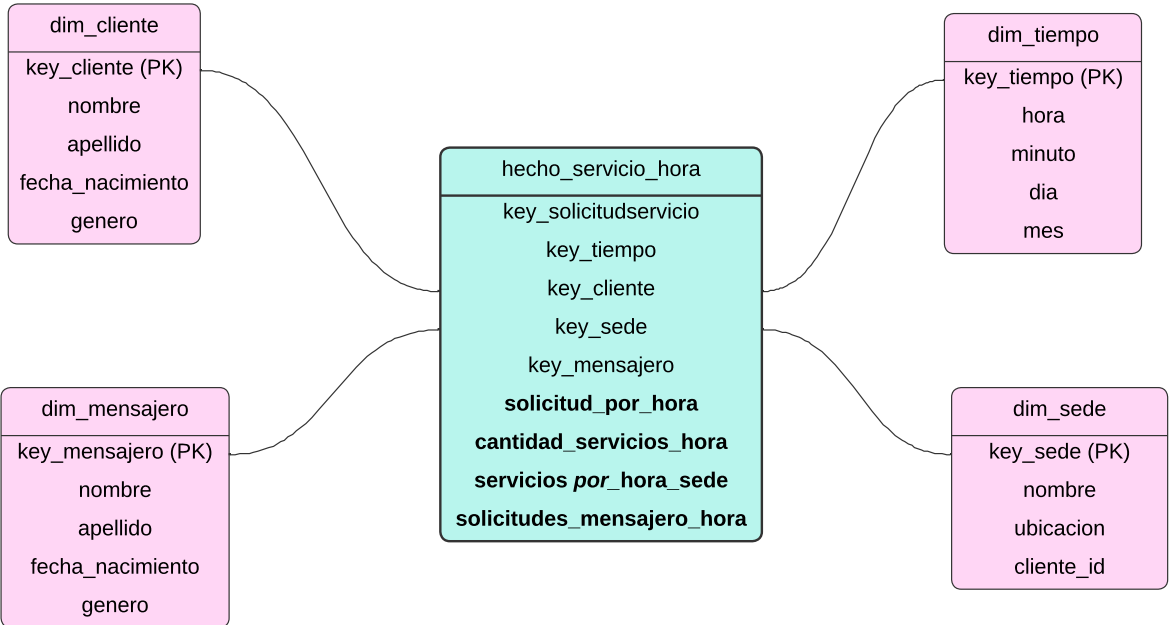 dim_cliente
key_cliente (PK)
nombre
apellido
fecha_nacimiento
genero
dim_tiempo
key_tiempo (PK)
hora
minuto
dia
mes
hecho_servicio_hora
key_solicitudservicio
key_tiempo
key_cliente
key_sede
key_mensajero
solicitud_por_hora
cantidad_servicios_hora
servicios por_hora_sede
solicitudes_mensajero_hora
dim_mensajero
key_mensajero (PK)
nombre
apellido
fecha_nacimiento
genero
dim_sede
key_sede (PK)
nombre
ubicacion
cliente_id